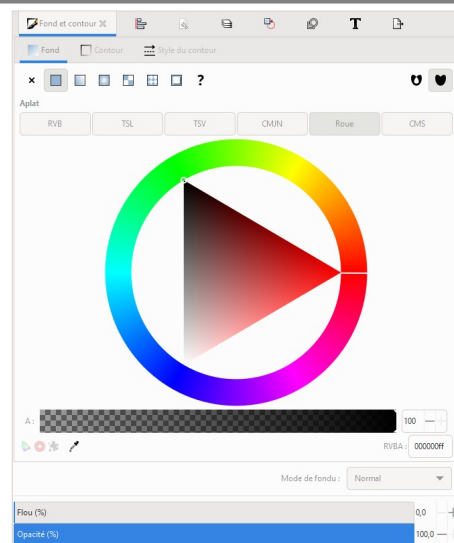 Fond et contour
Fond Contour Style du contour
?
Aplat
RVB TSL TSV CMJN Roue CMS
A : 100
RVBA : 000000ff
Mode de fondu : Normal
Flou (%) 0,0
Opacité (%) 100,0